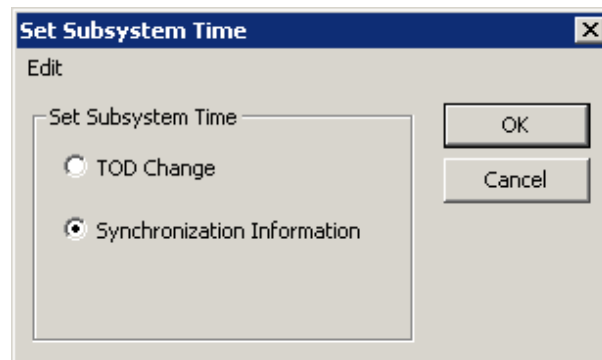 Set Subsystem Time
Edit
Set Subsystem Time
TOD Change
Synchronization Information
OK
Cancel